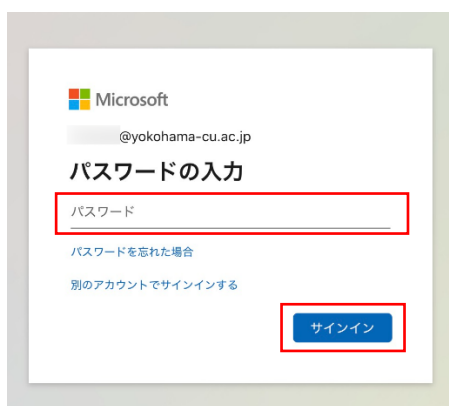 Microsoft
@yokohama-cu.ac.jp
パスワードの入力
パスワード
パスワードを忘れた場合
別のアカウントでサインインする
サインイン